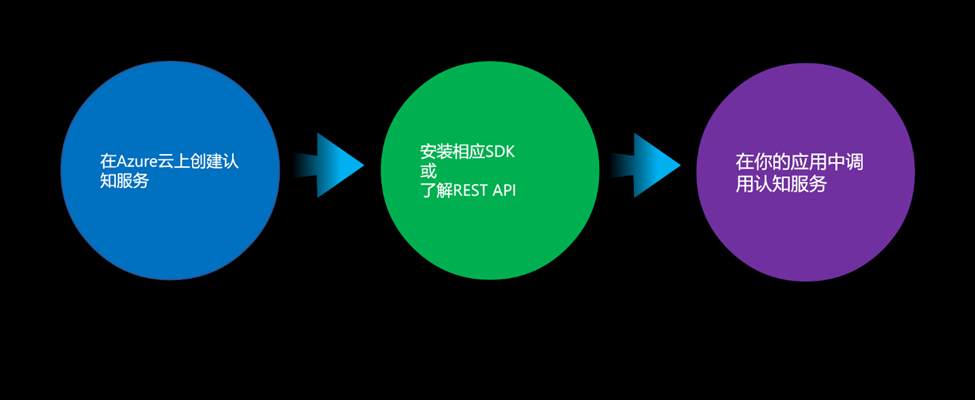 在Azure云上创建认
知服务
安装相应SDK
或
了解REST API
在你的应用中调
用认知服务